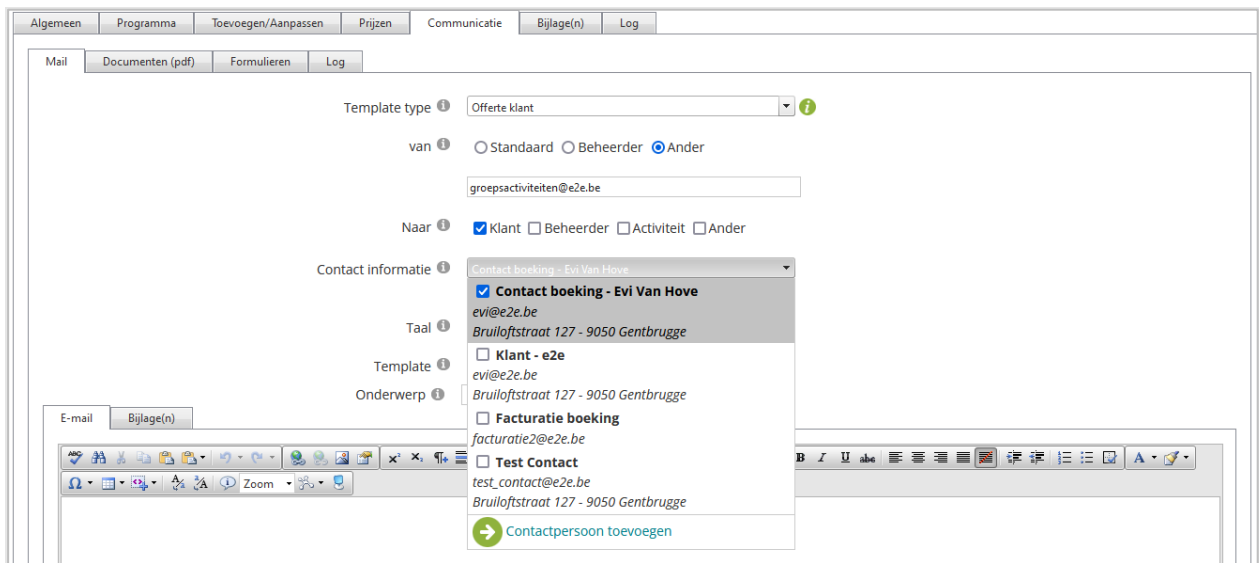 Algemeen Programma Toevoegen/Aanpassen Prijzen Communicatie Bijlage(n) Log
Mail Documenten (pdf) Formulieren Log
Template type Offerte klant
van Standaard Beheerder Ander
groepsactiviteiten@e2e.be
Naar Klant Beheerder Activiteit Ander
Contact informatie Contact boeking - Evi Van Hove
Contact boeking - Evi Van Hove
evi@e2e.be
Taal Bruiloftstraat 127 - 9050 Gentbrugge
Klant - e2e
Template evi@e2e.be
Onderwerp Bruiloftstraat 127 - 9050 Gentbrugge
E-mail Bijlage(n) Facturatie boeking
facturatie2@e2e.be
Test Contact
test_contact@e2e.be
Zoom
Bruiloftstraat 127 - 9050 Gentbrugge
Contactpersoon toevoegen